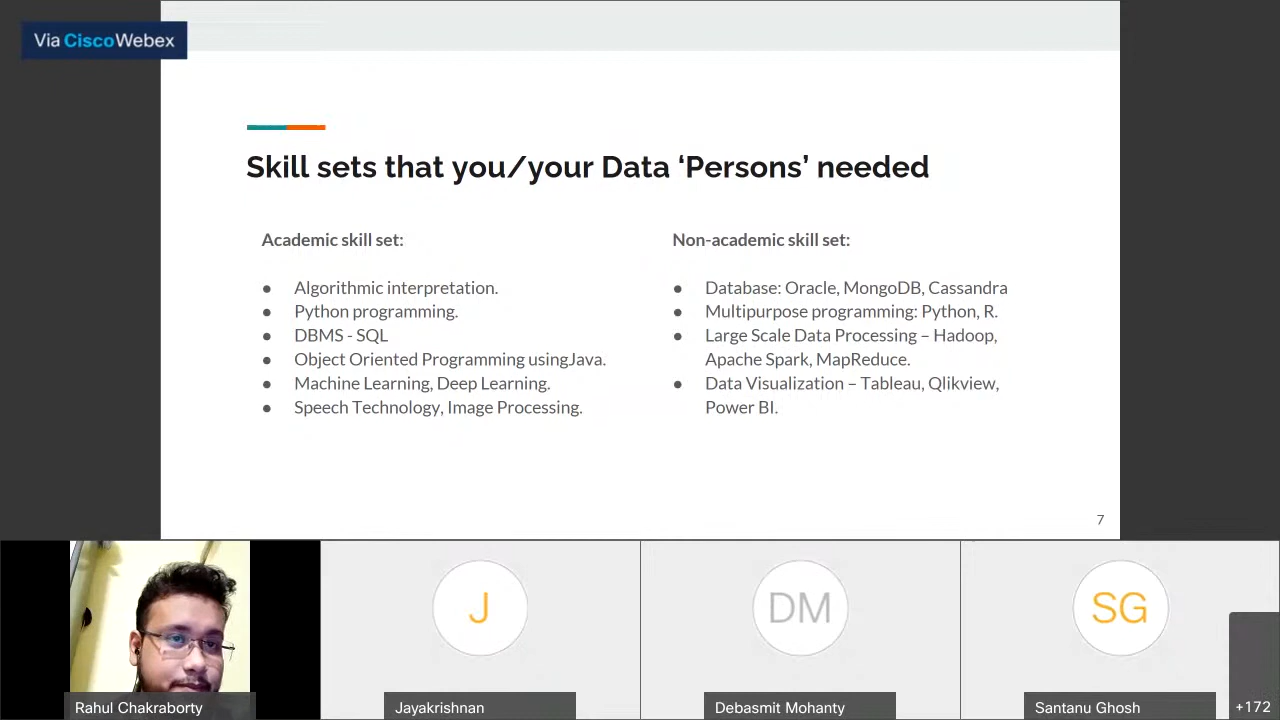 Via CiscoWebex
Skill sets that you/your Data ‘Persons’ needed
Academic skill set:
● Algorithmic interpretation.
● Python programming.
● DBMS - SQL
● Object Oriented Programming usingJava.
● Machine Learning, Deep Learning.
● Speech Technology, Image Processing.
Non-academic skill set:
● Database: Oracle, MongoDB, Cassandra
● Multipurpose programming: Python, R.
● Large Scale Data Processing – Hadoop,
Apache Spark, MapReduce.
● Data Visualization – Tableau, Qlikview,
Power BI.
7
J
DM
SG
Rahul Chakraborty
Jayakrishnan
Debasmit Mohanty
Santanu Ghosh
+172